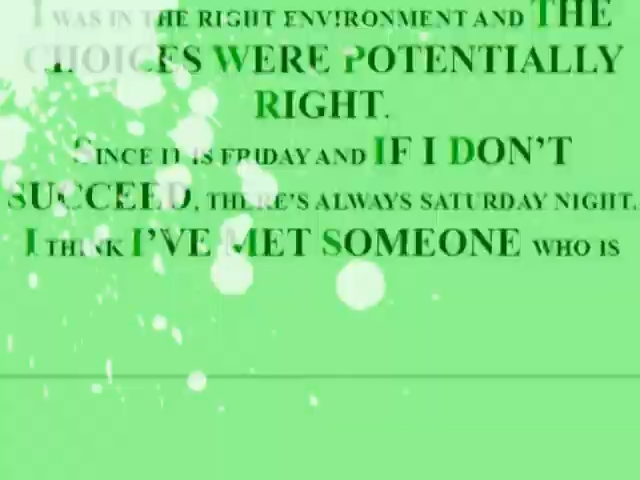 I WAS IN THE RIGHT ENVIRONMENT AND THE
CHOICES WERE POTENTIALLY
RIGHT.
SINCE IT IS FRIDAY AND IF I DON'T
SUCCEED, THERE'S ALWAYS SATURDAY NIGHT.
I THINK I'VE MET SOMEONE WHO IS